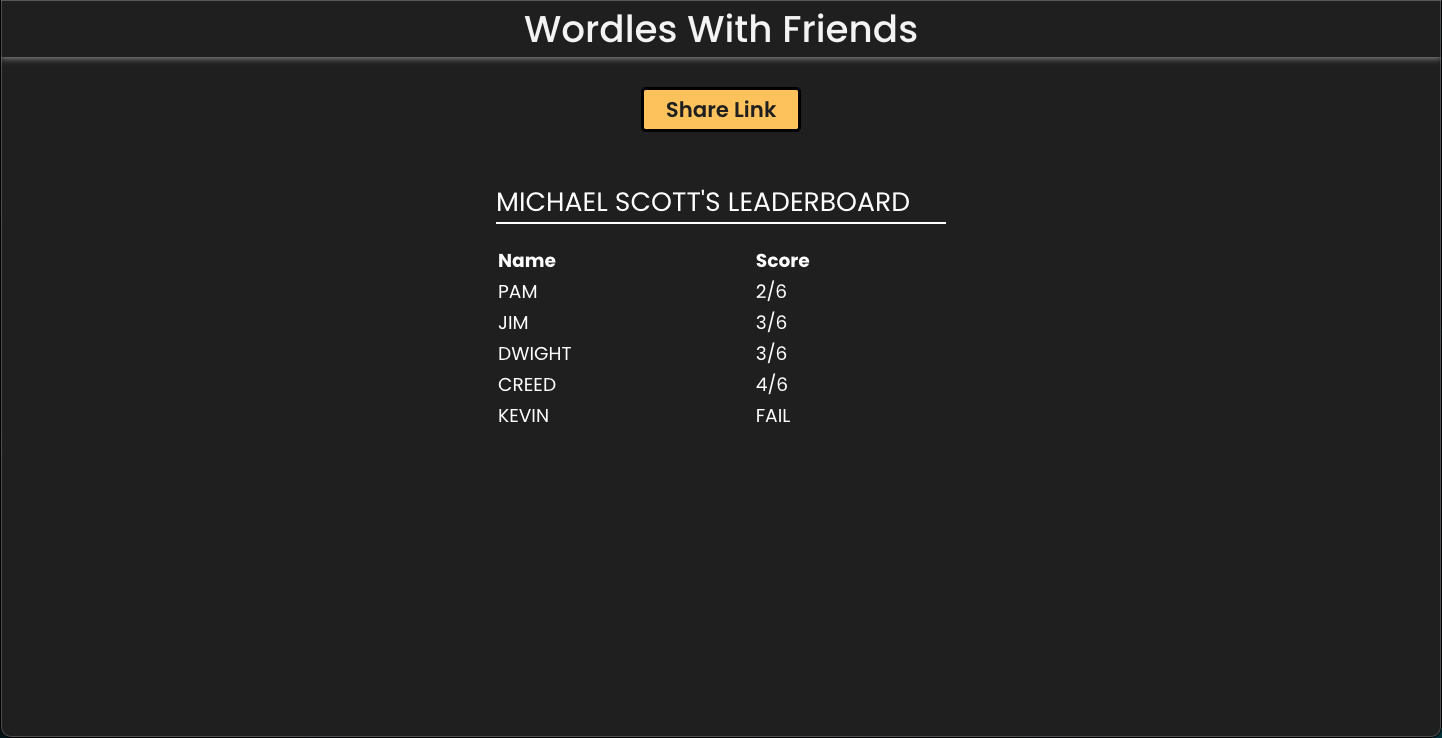 Wordles With Friends
Share Link
MICHAEL SCOTT'S LEADERBOARD
Name Score
PAM 2/6
JIM 3/6
DWIGHT 3/6
CREED 4/6
KEVIN FAIL